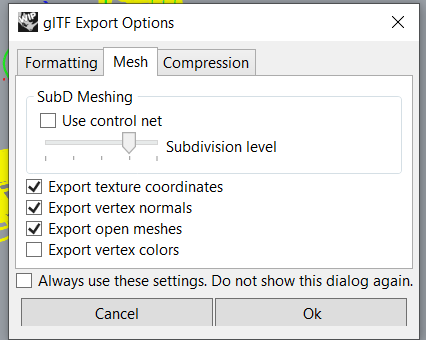 WIP
glTF Export Options
Formatting Mesh Compression
SubD Meshing
Use control net
Subdivision level
Export texture coordinates
Export vertex normals
Export open meshes
Export vertex colors
Always use these settings. Do not show this dialog again.
Cancel Ok